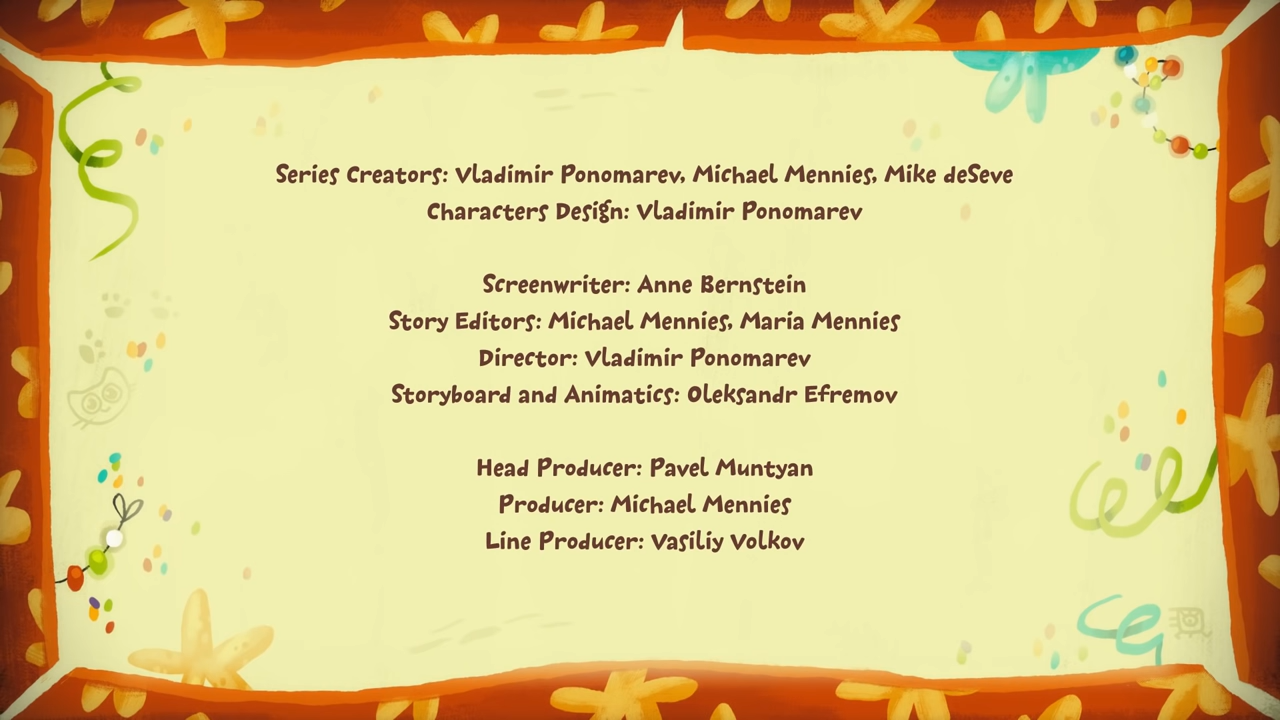 Series Creators: Vladimir Ponomarev, Michael Mennies, Mike deSeve
Characters Design: Vladimir Ponomarev
Screenwriter: Anne Bernstein
Story Editors: Michael Mennies, Maria Mennies
Director: Vladimir Ponomarev
Storyboard and Animatics: Oleksandr Efremov
Head Producer: Pavel Muntyan
Producer: Michael Mennies
Line Producer: Vasiliy Volkov